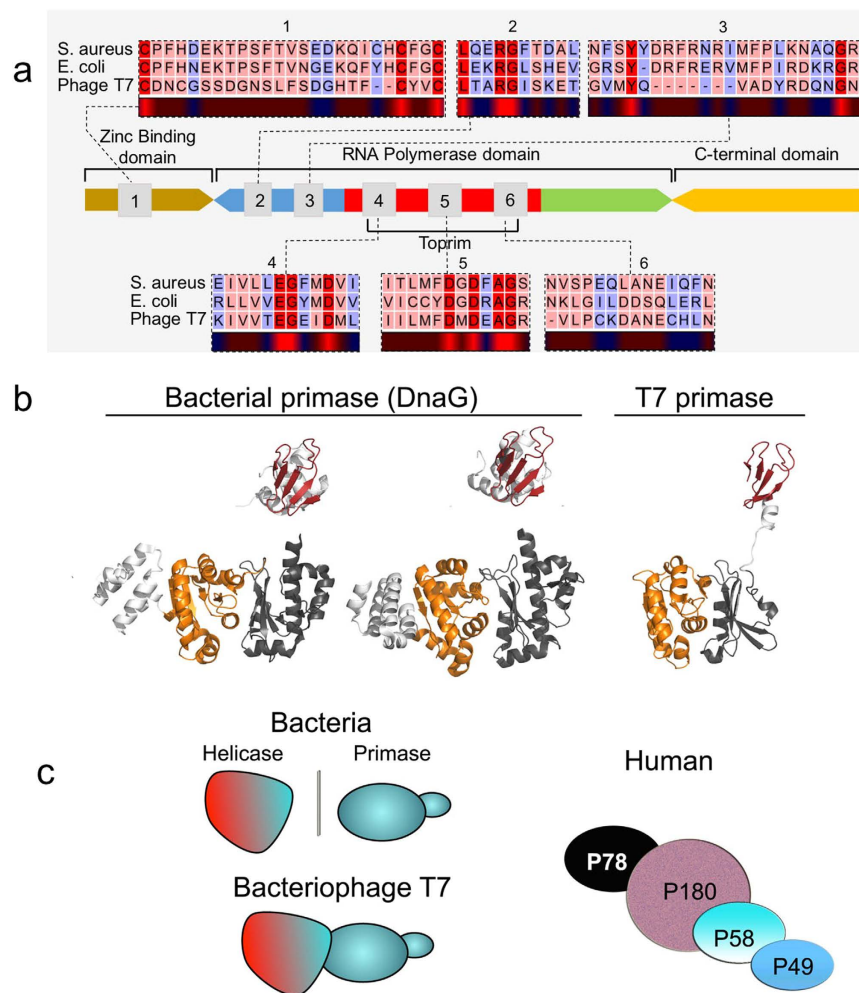 1 2 3
S. aureus CPFHDEKTPSFTVSEDKQICHCFGC LQERGFTDAL NFSYYDRFRNRIMFPLKNAQGR
E. coli CPFHNEKTPSFTVNGEKQFYHCFGC LEKRGLSHEV GRSY-DRFRERVMFPIRDKRGR
Phage T7 CDNCGSSDGNSLFSDGHTF--CYVC LTARGISKET GVMYQ------VADYRDQNGN
a
Zinc Binding domain RNA Polymerase domain C-terminal domain
1 2 3 4 5 6
Toprim
4 5 6
S. aureus EIVLLEGFMDVI ITLMFDGDFAGS NVSPEQLANEIQFN
E. coli RLLVVEGYMDVV VICCYDGDRAGR NKLGILDDSQLERL
Phage T7 KIVVTEGEIDML IILMFDMDEAGR -VLPCKDANECHLN
b
Bacterial primase (DnaG) T7 primase
c
Bacteria
Helicase Primase
Bacteriophage T7
Human
P78
P180
P58
P49